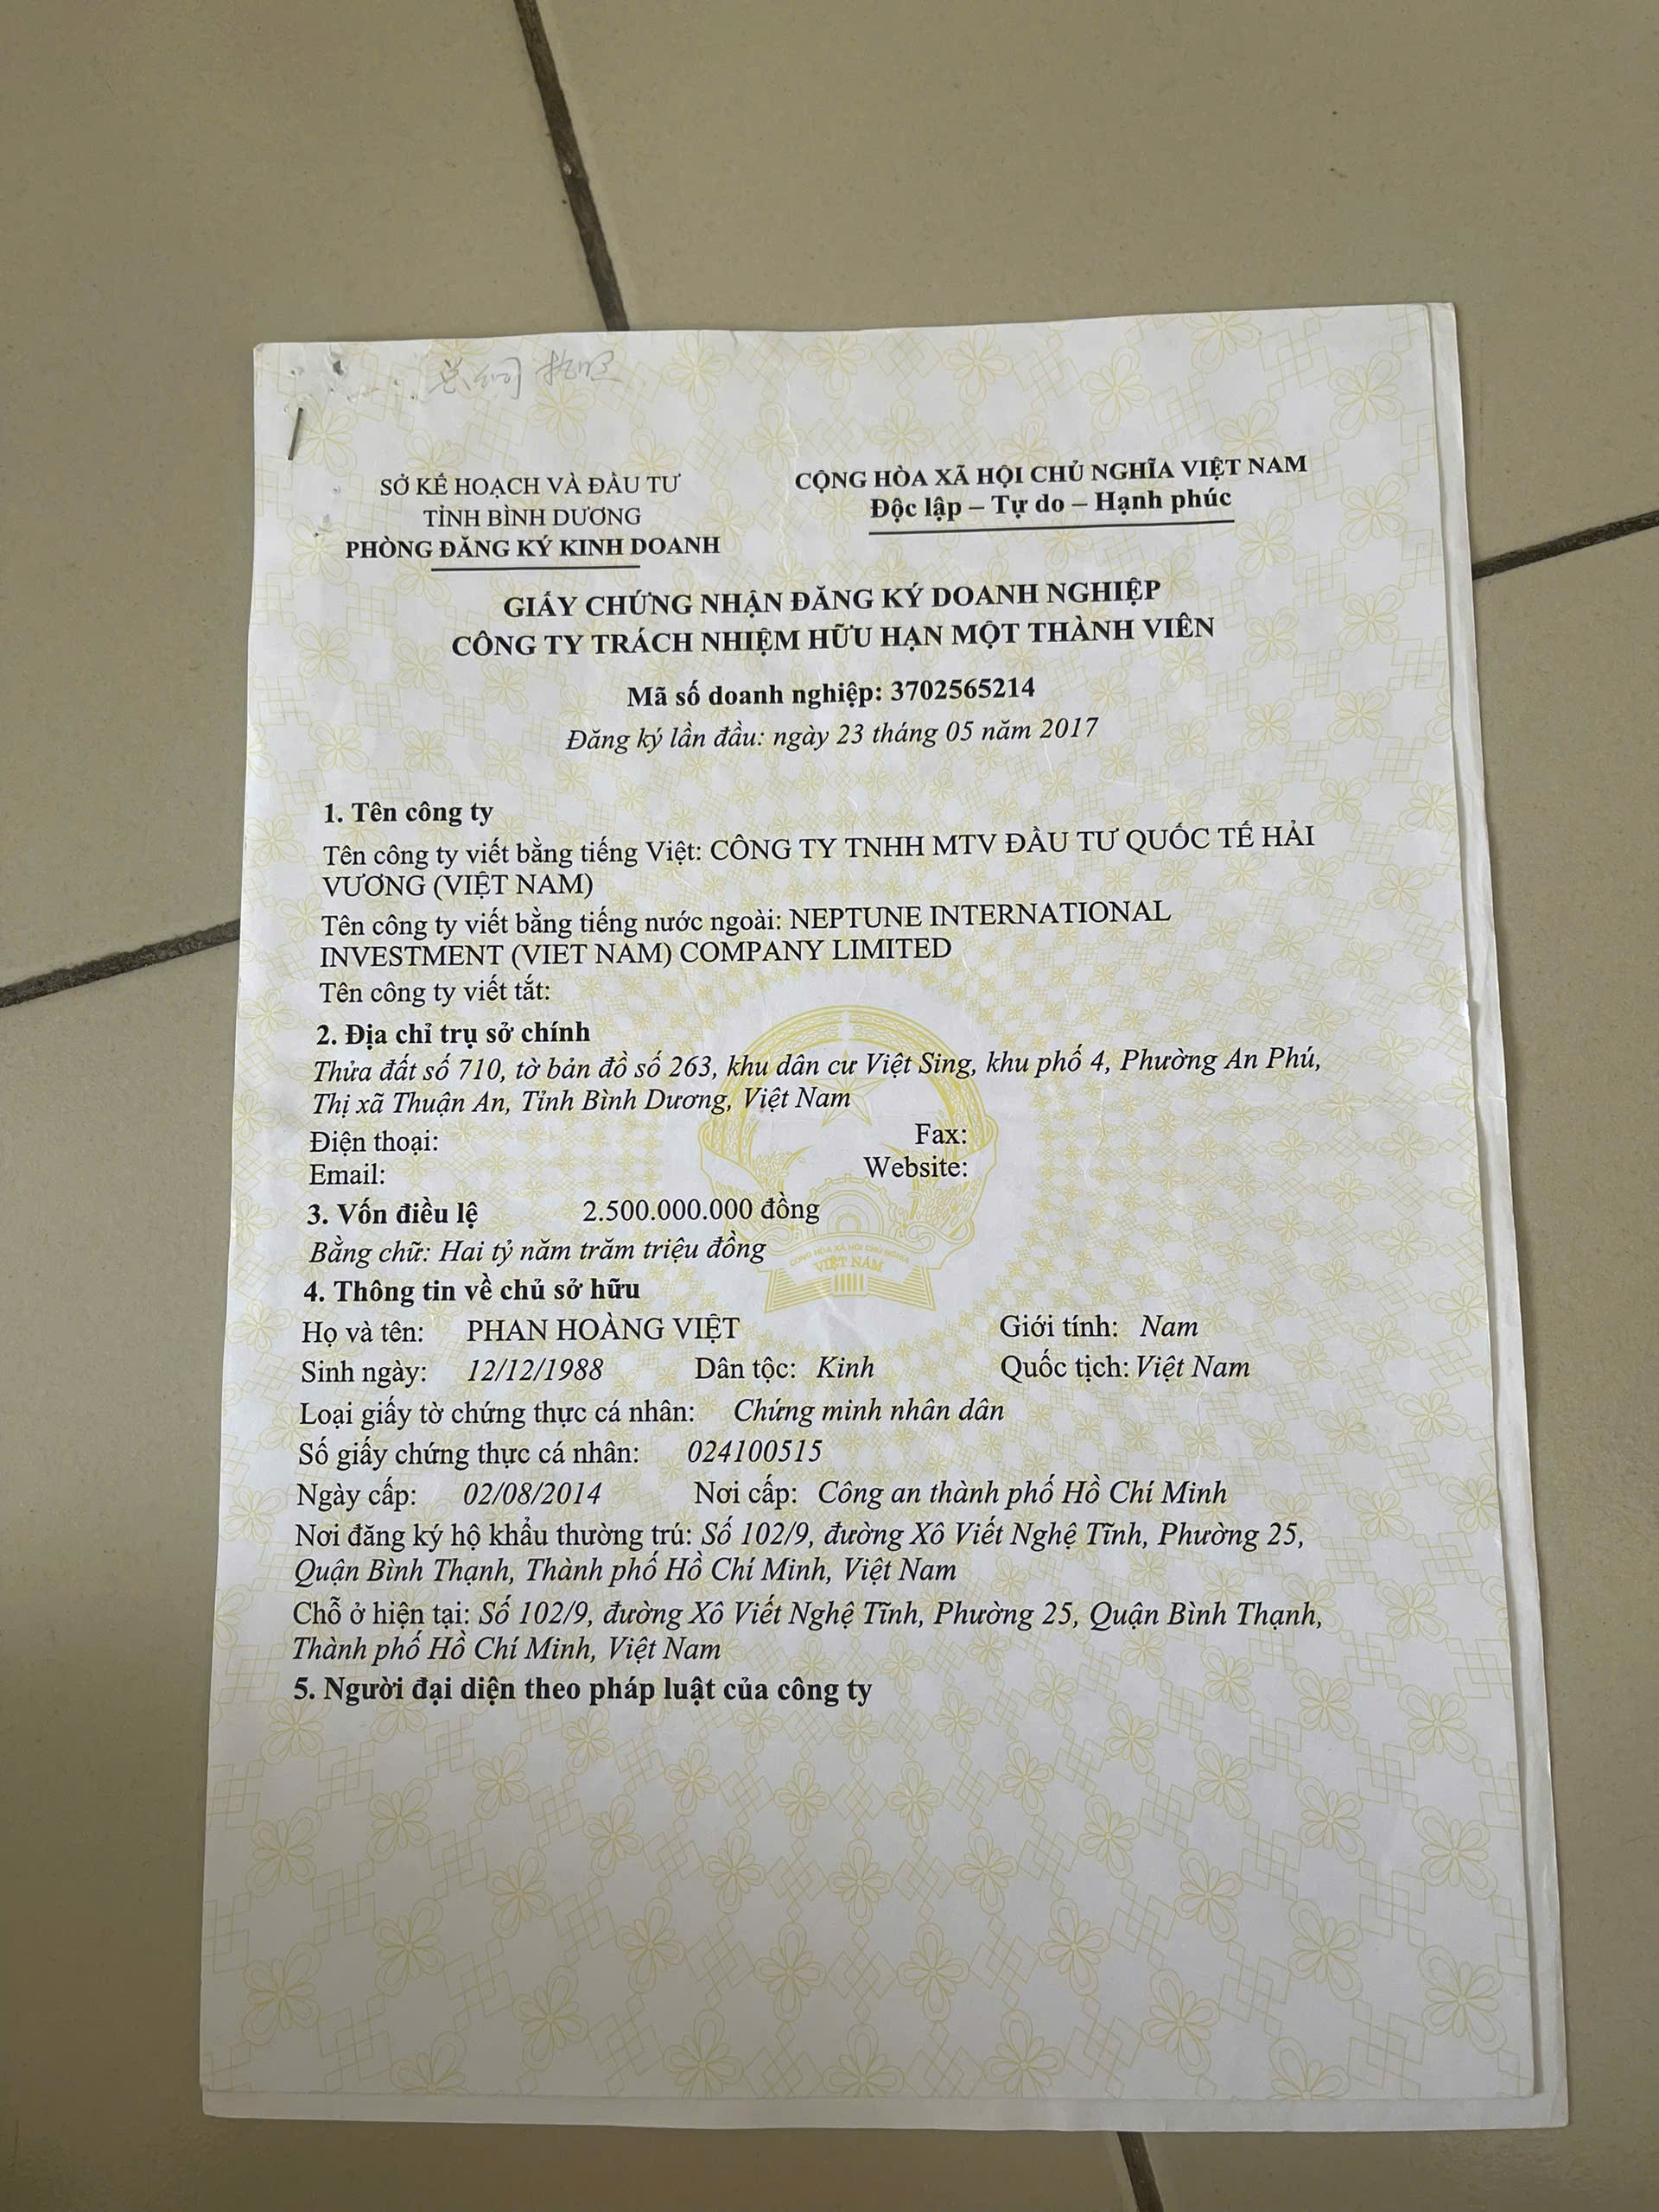 SỞ KẾ HOẠCH VÀ ĐẦU TƯ
TỈNH BÌNH DƯƠNG
PHÒNG ĐĂNG KÝ KINH DOANH
CỘNG HÒA XÃ HỘI CHỦ NGHĨA VIỆT NAM
Độc lập – Tự do – Hạnh phúc
GIẤY CHỨNG NHẬN ĐĂNG KÝ DOANH NGHIỆP
CÔNG TY TRÁCH NHIỆM HỮU HẠN MỘT THÀNH VIÊN
Mã số doanh nghiệp: 3702565214
Đăng ký lần đầu: ngày 23 tháng 05 năm 2017
1. Tên công ty
Tên công ty viết bằng tiếng Việt: CÔNG TY TNHH MTV ĐẦU TƯ QUỐC TẾ HẢI
VƯƠNG (VIỆT NAM)
Tên công ty viết bằng tiếng nước ngoài: NEPTUNE INTERNATIONAL
INVESTMENT (VIET NAM) COMPANY LIMITED
Tên công ty viết tắt:
2. Địa chỉ trụ sở chính
Thửa đất số 710, tờ bản đồ số 263, khu dân cư Việt Sing, khu phố 4, Phường An Phú,
Thị xã Thuận An, Tỉnh Bình Dương, Việt Nam
Điện thoại: Fax:
Email: Website:
3. Vốn điều lệ 2.500.000.000 đồng
Bằng chữ: Hai tỷ năm trăm triệu đồng
CỘNG HÒA XÃ HỘI CHỦ NGHĨA
VIỆT NAM
4. Thông tin về chủ sở hữu
Họ và tên: PHAN HOÀNG VIỆT Giới tính: Nam
Sinh ngày: 12/12/1988 Dân tộc: Kinh Quốc tịch: Việt Nam
Loại giấy tờ chứng thực cá nhân: Chứng minh nhân dân
Số giấy chứng thực cá nhân: 024100515
Ngày cấp: 02/08/2014 Nơi cấp: Công an thành phố Hồ Chí Minh
Nơi đăng ký hộ khẩu thường trú: Số 102/9, đường Xô Viết Nghệ Tĩnh, Phường 25,
Quận Bình Thạnh, Thành phố Hồ Chí Minh, Việt Nam
Chỗ ở hiện tại: Số 102/9, đường Xô Viết Nghệ Tĩnh, Phường 25, Quận Bình Thạnh,
Thành phố Hồ Chí Minh, Việt Nam
5. Người đại diện theo pháp luật của công ty